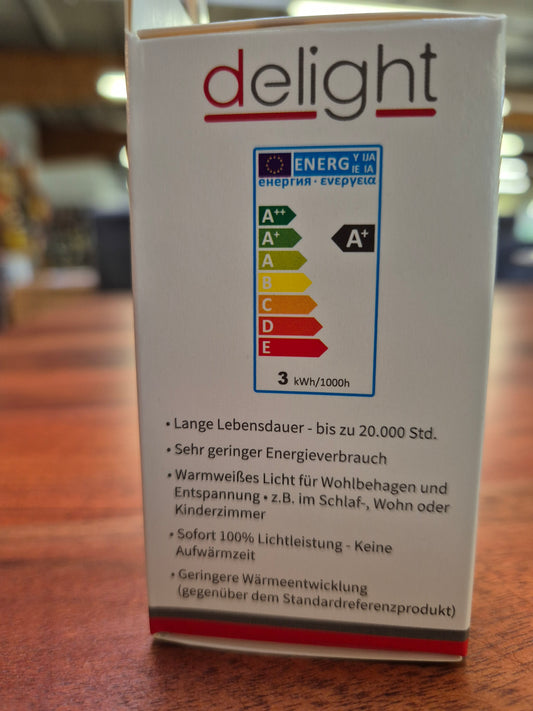 delight
ENERG Y IJA
IE IA
енергия · ενεργεια
A++
A+
A+
A
B
C
D
E
3 kWh/1000h
• Lange Lebensdauer - bis zu 20.000 Std.
• Sehr geringer Energieverbrauch
• Warmweißes Licht für Wohlbehagen und
Entspannung • z.B. im Schlaf-, Wohn oder
Kinderzimmer
• Sofort 100% Lichtleistung - Keine
Aufwärmzeit
• Geringere Wärmeentwicklung
(gegenüber dem Standardreferenzprodukt)